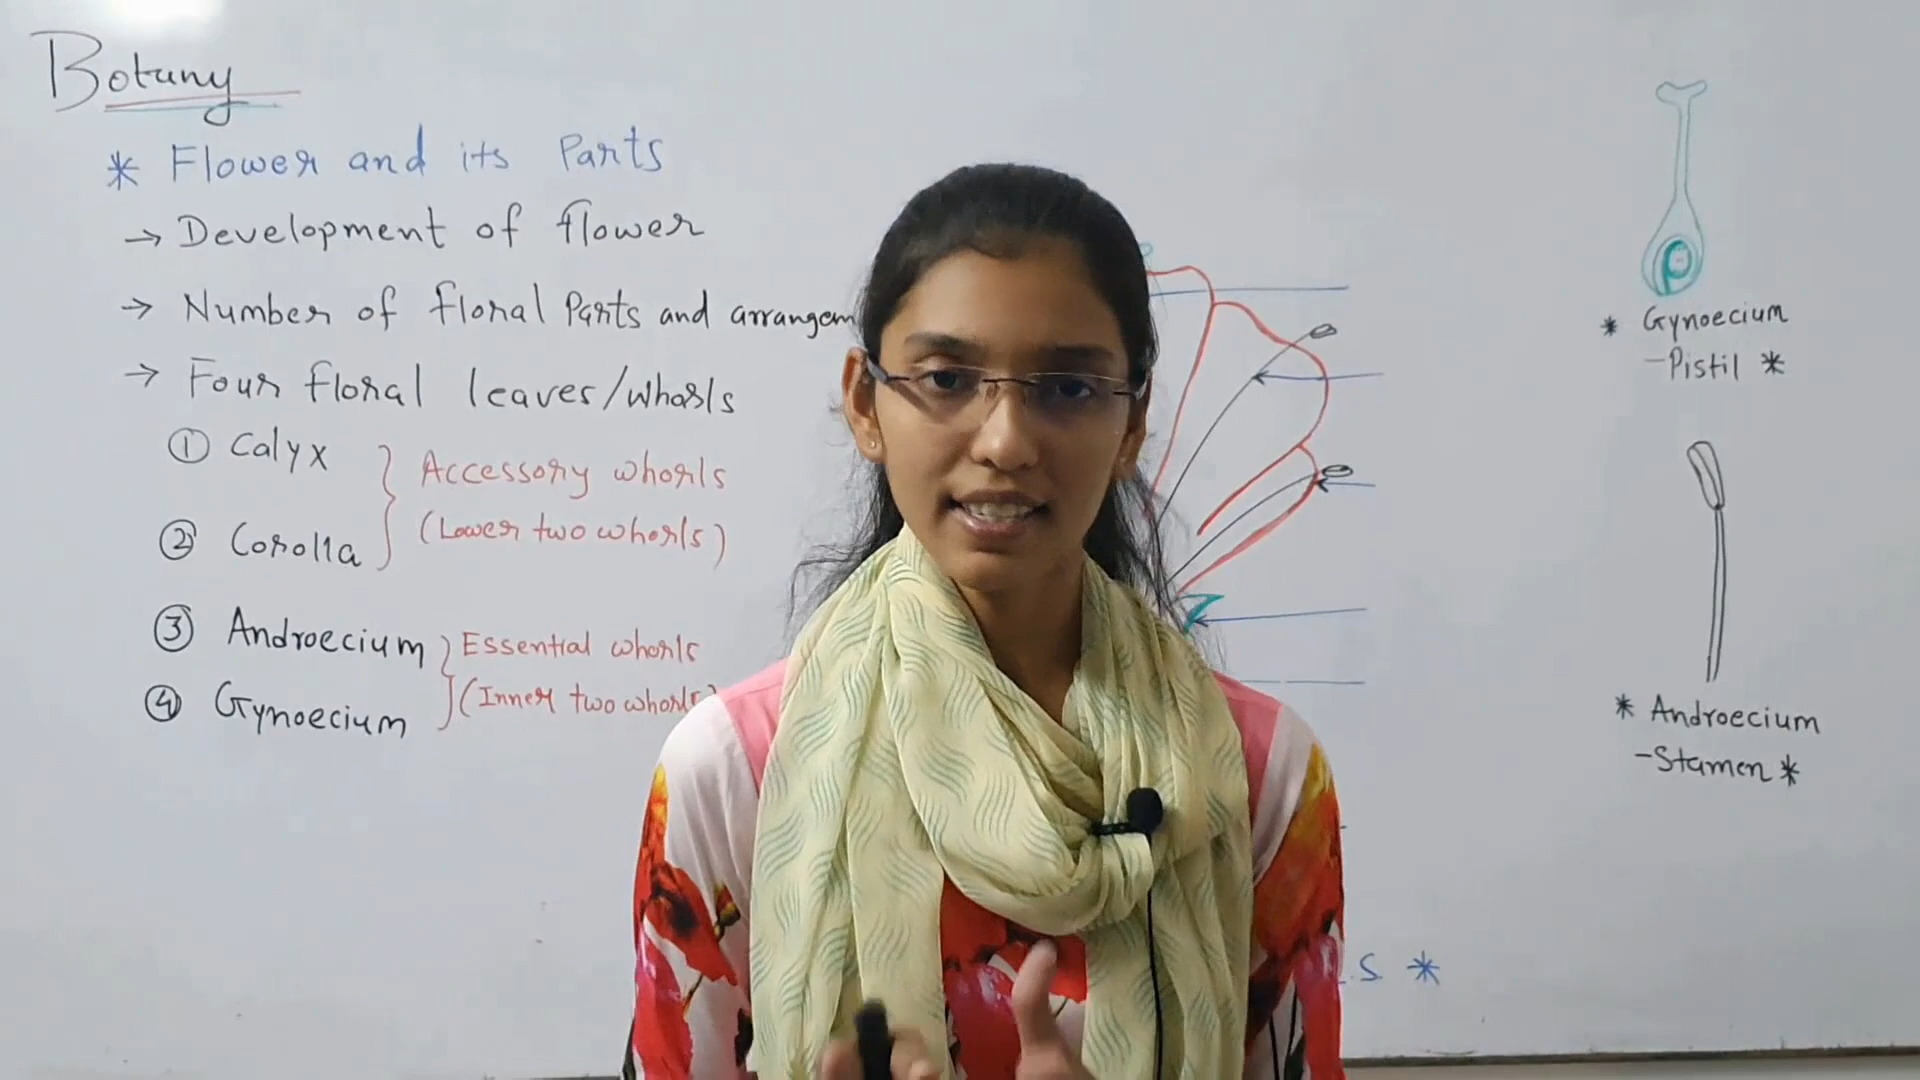 Botany
* Flower and its Parts
→ Development of flower
→ Number of floral Parts and arrangem
→ Four floral leaves/whorls
① Calyx
② Corolla
} Accessory whorls
(Lower two whorls)
③ Androecium
④ Gynoecium
} Essential whorls
(Inner two whorls)
* Gynoecium
-Pistil *
* Androecium
-Stamen *
.S *